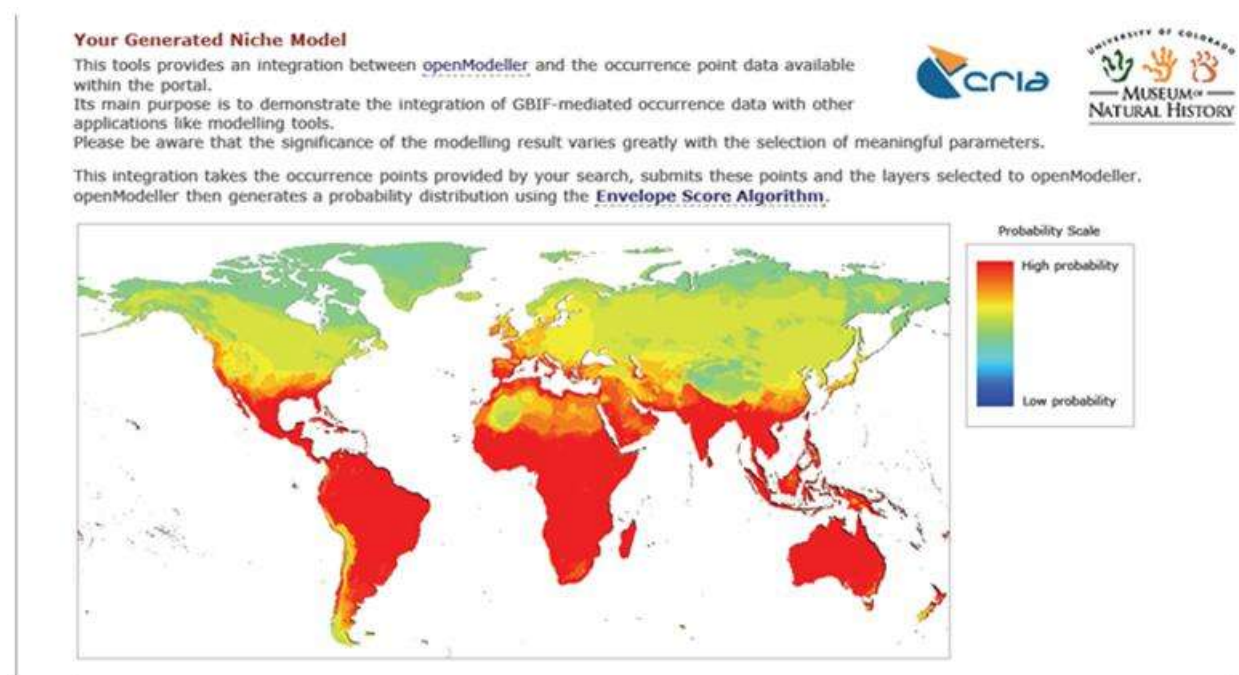 Your Generated Niche Model
This tools provides an integration between openModeller and the occurrence point data available
within the portal.
Its main purpose is to demonstrate the integration of GBIF-mediated occurrence data with other
applications like modelling tools.
Please be aware that the significance of the modelling result varies greatly with the selection of meaningful parameters.
This integration takes the occurrence points provided by your search, submits these points and the layers selected to openModeller.
openModeller then generates a probability distribution using the Envelope Score Algorithm.
cria
UNIVERSITY OF COLORADO
MUSEUM OF
NATURAL HISTORY
Probability Scale
High probability
Low probability